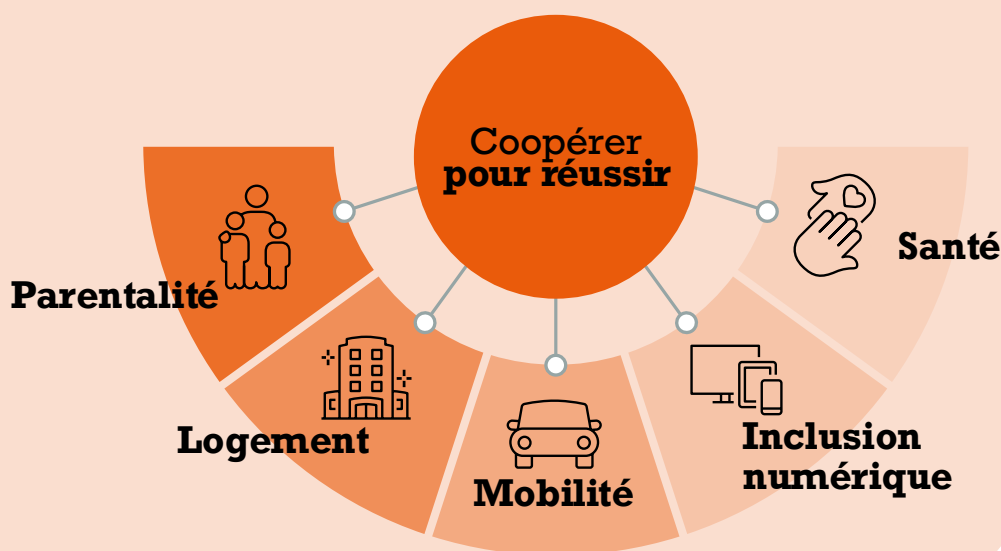 Coopérer
pour réussir
Parentalité
Logement
Mobilité
Inclusion
numérique
Santé